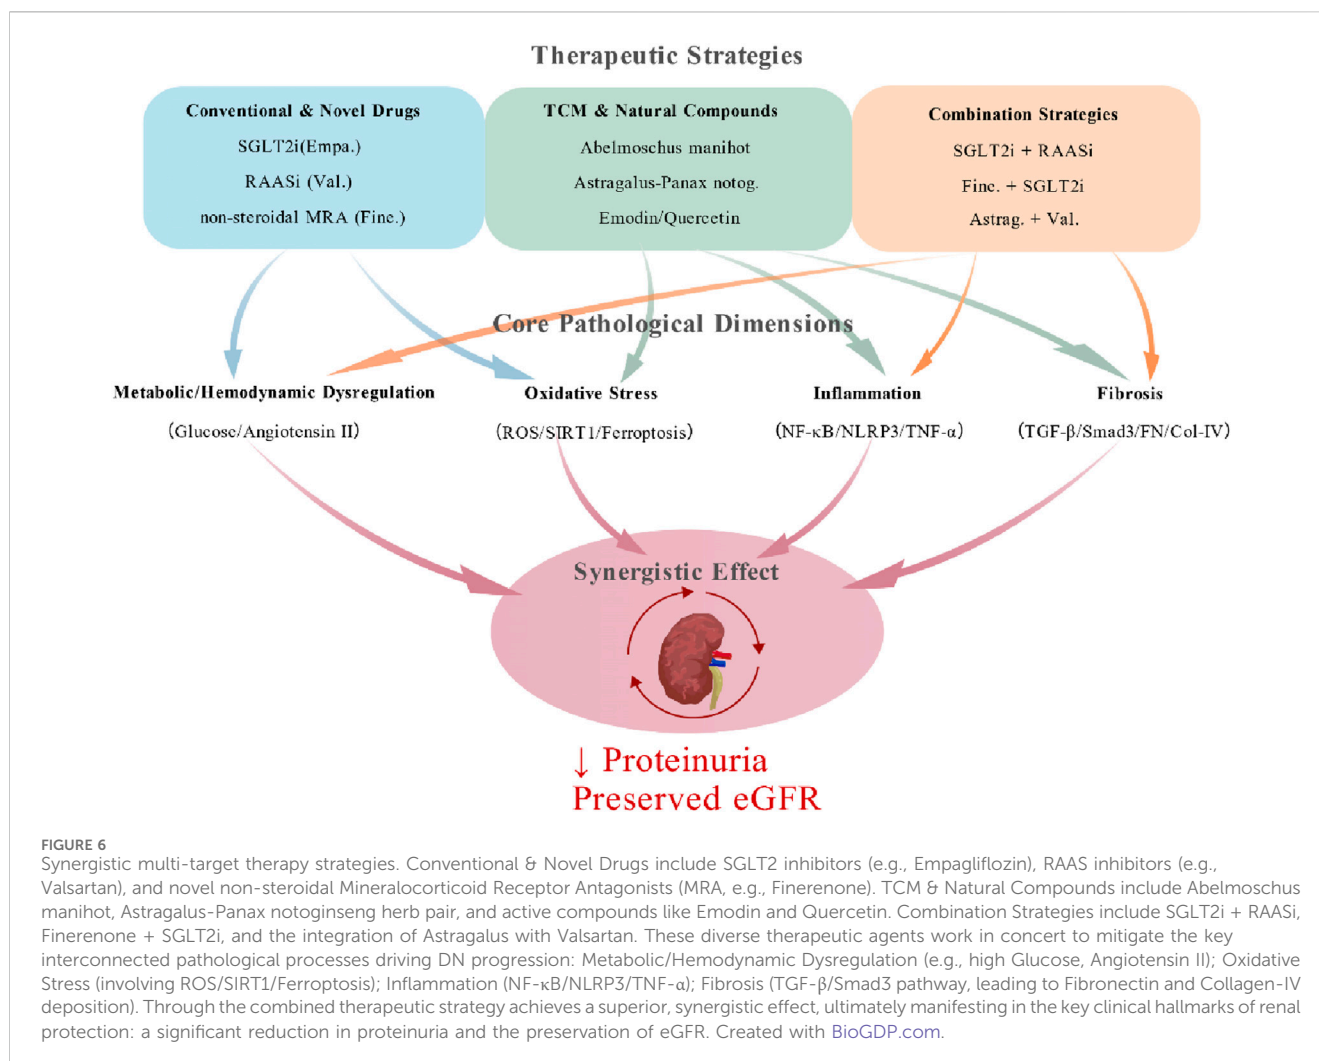 Therapeutic Strategies
Conventional & Novel Drugs
SGLT2i(Empa.)
RAASi (Val.)
non-steroidal MRA (Fine.)
TCM & Natural Compounds
Abelmoschus manihot
Astragalus-Panax notog.
Emodin/Quercetin
Combination Strategies
SGLT2i + RAASi
Fine. + SGLT2i
Astrag. + Val.
Core Pathological Dimensions
Metabolic/Hemodynamic Dysregulation
(Glucose/Angiotensin II)
Oxidative Stress
(ROS/SIRT1/Ferroptosis)
Inflammation
(NF-κB/NLRP3/TNF-α)
Fibrosis
(TGF-β/Smad3/FN/Col-IV)
Synergistic Effect
↓ Proteinuria
Preserved eGFR
FIGURE 6
Synergistic multi-target therapy strategies. Conventional & Novel Drugs include SGLT2 inhibitors (e.g., Empagliflozin), RAAS inhibitors (e.g.,
Valsartan), and novel non-steroidal Mineralocorticoid Receptor Antagonists (MRA, e.g., Finerenone). TCM & Natural Compounds include Abelmoschus
manihot, Astragalus-Panax notoginseng herb pair, and active compounds like Emodin and Quercetin. Combination Strategies include SGLT2i + RAASi,
Finerenone + SGLT2i, and the integration of Astragalus with Valsartan. These diverse therapeutic agents work in concert to mitigate the key
interconnected pathological processes driving DN progression: Metabolic/Hemodynamic Dysregulation (e.g., high Glucose, Angiotensin II); Oxidative
Stress (involving ROS/SIRT1/Ferroptosis); Inflammation (NF-κB/NLRP3/TNF-α); Fibrosis (TGF-β/Smad3 pathway, leading to Fibronectin and Collagen-IV
deposition). Through the combined therapeutic strategy achieves a superior, synergistic effect, ultimately manifesting in the key clinical hallmarks of renal
protection: a significant reduction in proteinuria and the preservation of eGFR. Created with BioGDP.com.